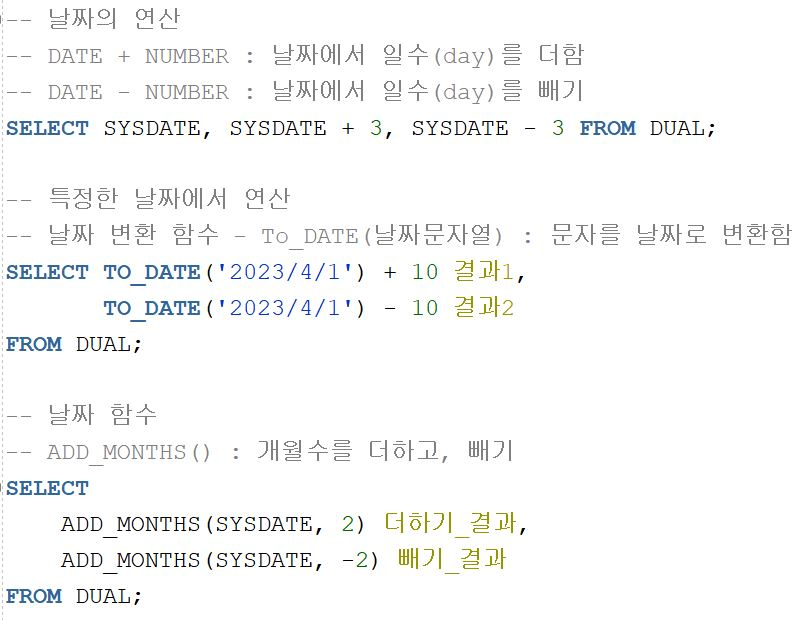 -- 날짜의 연산
-- DATE + NUMBER : 날짜에서 일수(day)를 더함
-- DATE - NUMBER : 날짜에서 일수(day)를 빼기
SELECT SYSDATE, SYSDATE + 3, SYSDATE - 3 FROM DUAL;
-- 특정한 날짜에서 연산
-- 날짜 변환 함수 - To_DATE(날짜문자열) : 문자를 날짜로 변환함
SELECT TO_DATE('2023/4/1') + 10 결과1,
TO_DATE('2023/4/1') - 10 결과2
FROM DUAL;
-- 날짜 함수
-- ADD_MONTHS() : 개월수를 더하고, 빼기
SELECT
ADD_MONTHS(SYSDATE, 2) 더하기_결과,
ADD_MONTHS(SYSDATE, -2) 빼기_결과
FROM DUAL;